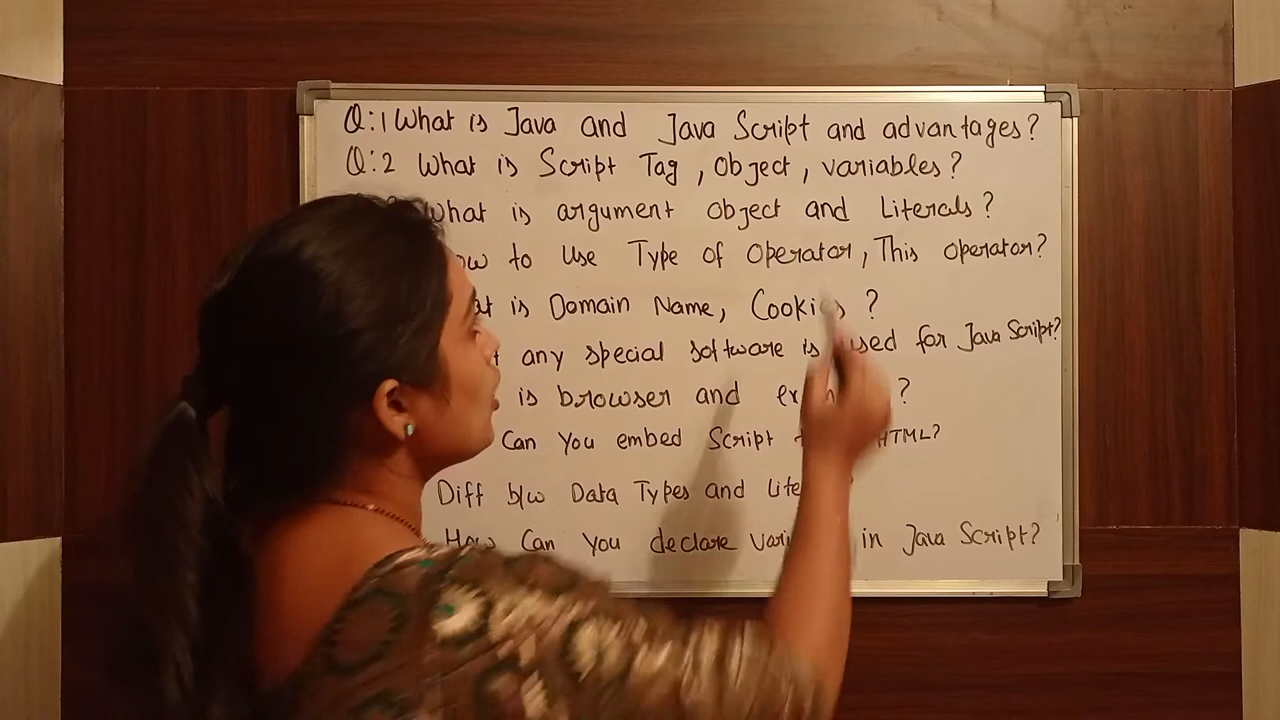 Q:1 What is Java and Java Script and advantages?
Q:2 What is Script Tag, Object, variables?
What is argument object and Literals?
to Use Type of Operator, This operator?
is Domain Name, Cookies?
any special software is used for Java Script?
is browser and ?
Can You embed Script HTML?
Diff b/w Data Types and
How Can You declare in Java Script?